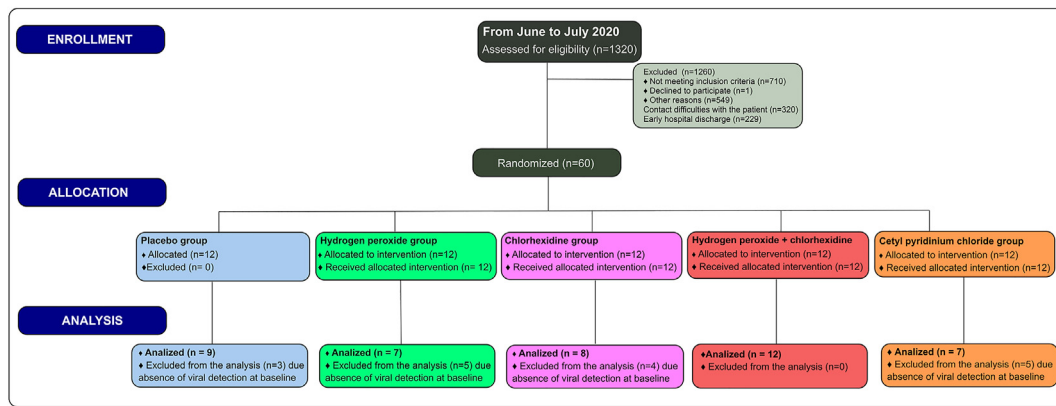 ENROLLMENT
From June to July 2020
Assessed for eligibility (n=1320)
Excluded (n=1260)
♦ Not meeting inclusion criteria (n=710)
♦ Declined to participate (n=1)
♦ Other reasons (n=549)
Contact difficulties with the patient (n=320)
Early hospital discharge (n=229)
Randomized (n=60)
ALLOCATION
Placebo group
♦ Allocated (n=12)
♦Excluded (n= 0)
Hydrogen peroxide group
♦ Allocated to intervention (n=12)
♦ Received allocated intervention (n= 12)
Chlorhexidine group
♦ Allocated to intervention (n=12)
♦ Received allocated intervention (n=12)
Hydrogen peroxide + chlorhexidine
♦ Allocated to intervention (n=12)
♦ Received allocated intervention (n=12)
Cetyl pyridinium chloride group
♦ Allocated to intervention (n=12)
♦ Received allocated intervention (n=12)
ANALYSIS
♦ Analized (n = 9)
♦ Excluded from the analysis (n=3) due
absence of viral detection at baseline
♦ Analized (n = 7)
♦ Excluded from the analysis (n=5) due
absence of viral detection at baseline
♦ Analized (n = 8)
♦ Excluded from the analysis (n=4) due
absence of viral detection at baseline
♦Analized (n = 12)
♦ Excluded from the analysis (n=0)
♦ Analized (n = 7)
♦ Excluded from the analysis (n=5) due
absence of viral detection at baseline